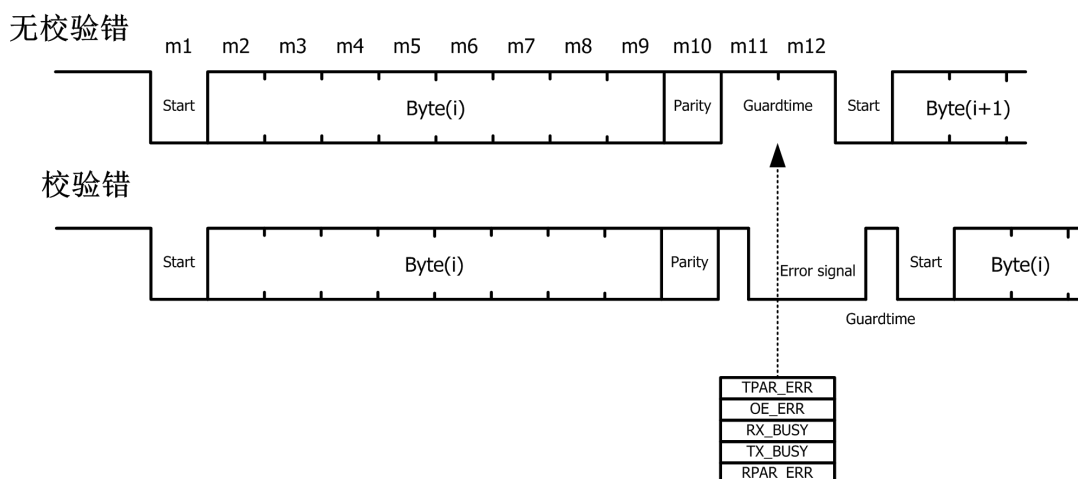 无校验错
m1 m2 m3 m4 m5 m6 m7 m8 m9 m10 m11 m12
Start Byte(i) Parity Guardtime Start Byte(i+1)
校验错
Start Byte(i) Parity Error signal Start Byte(i)
Guardtime
TPAR_ERR
OE_ERR
RX_BUSY
TX_BUSY
RPAR_ERR